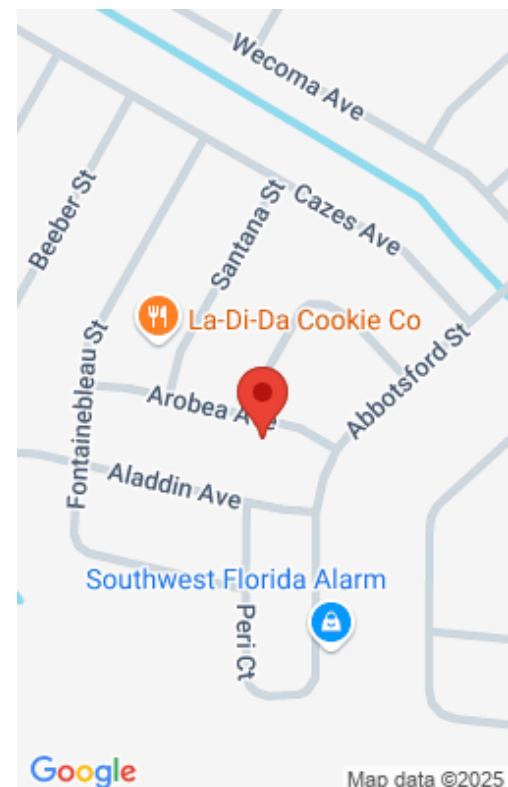 Wecoma Ave
Beeber St
Santana St
Cazes Ave
La-Di-Da Cookie Co
Fontainebleau St
Arobea Ave
Abbotsford St
Aladdin Ave
Southwest Florida Alarm
Peri Ct
Google
Map data ©2025